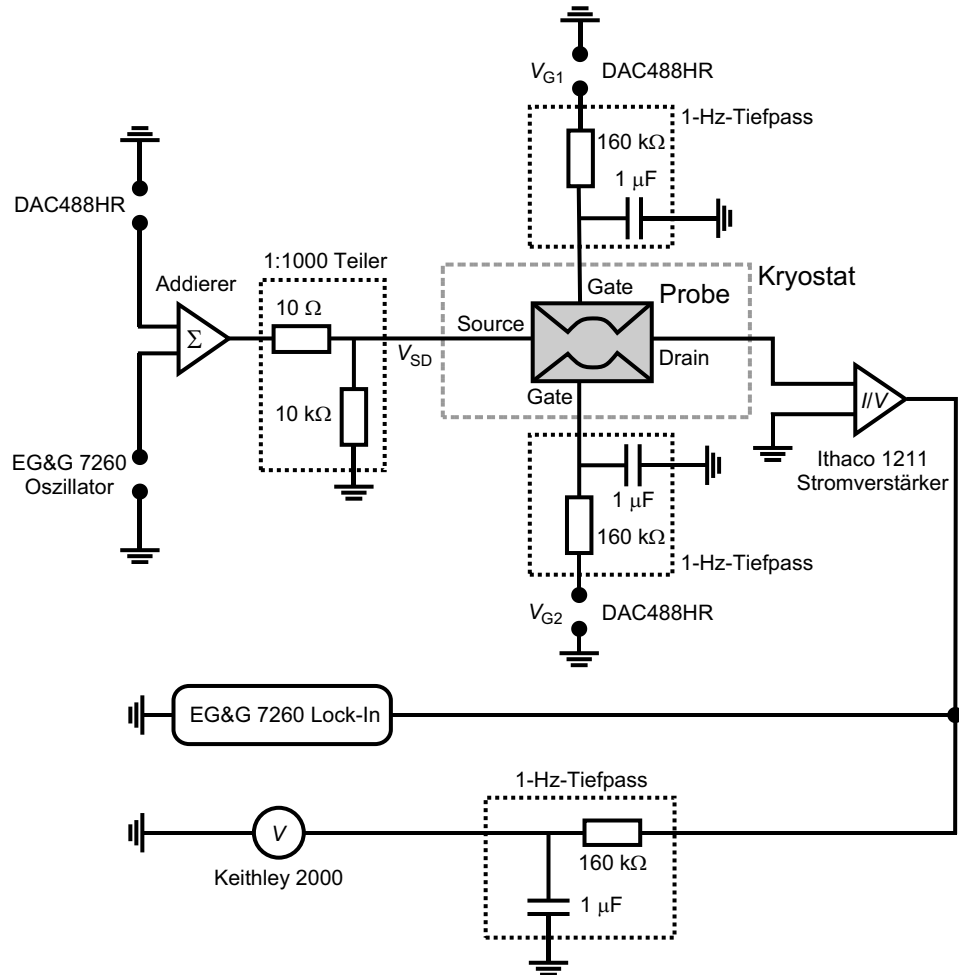 V_G1 DAC488HR
1-Hz-Tiefpass
160 kΩ
1 µF
DAC488HR
Addierer
Σ
1:1000 Teiler
10 Ω
10 kΩ
EG&G 7260
Oszillator
V_SD
Kryostat
Gate
Probe
Source
Drain
Gate
I/V
Ithaco 1211
Stromverstärker
1 µF
160 kΩ
1-Hz-Tiefpass
V_G2 DAC488HR
EG&G 7260 Lock-In
1-Hz-Tiefpass
V
160 kΩ
Keithley 2000
1 µF